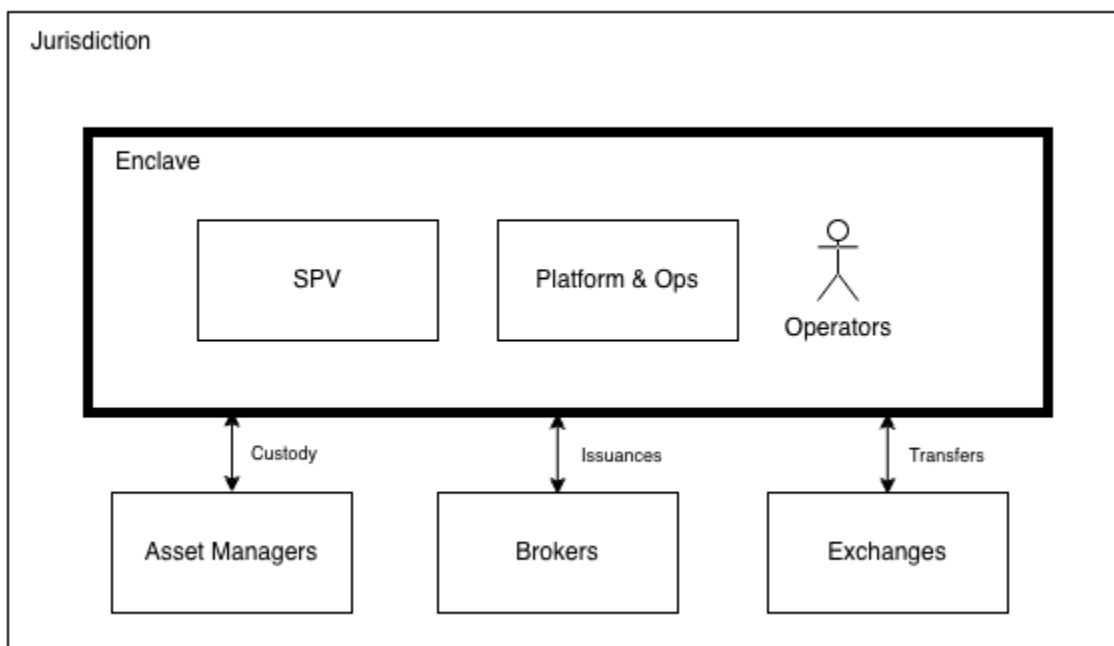 Jurisdiction
Enclave
SPV
Platform & Ops
Operators
Custody
Issuances
Transfers
Asset Managers
Brokers
Exchanges